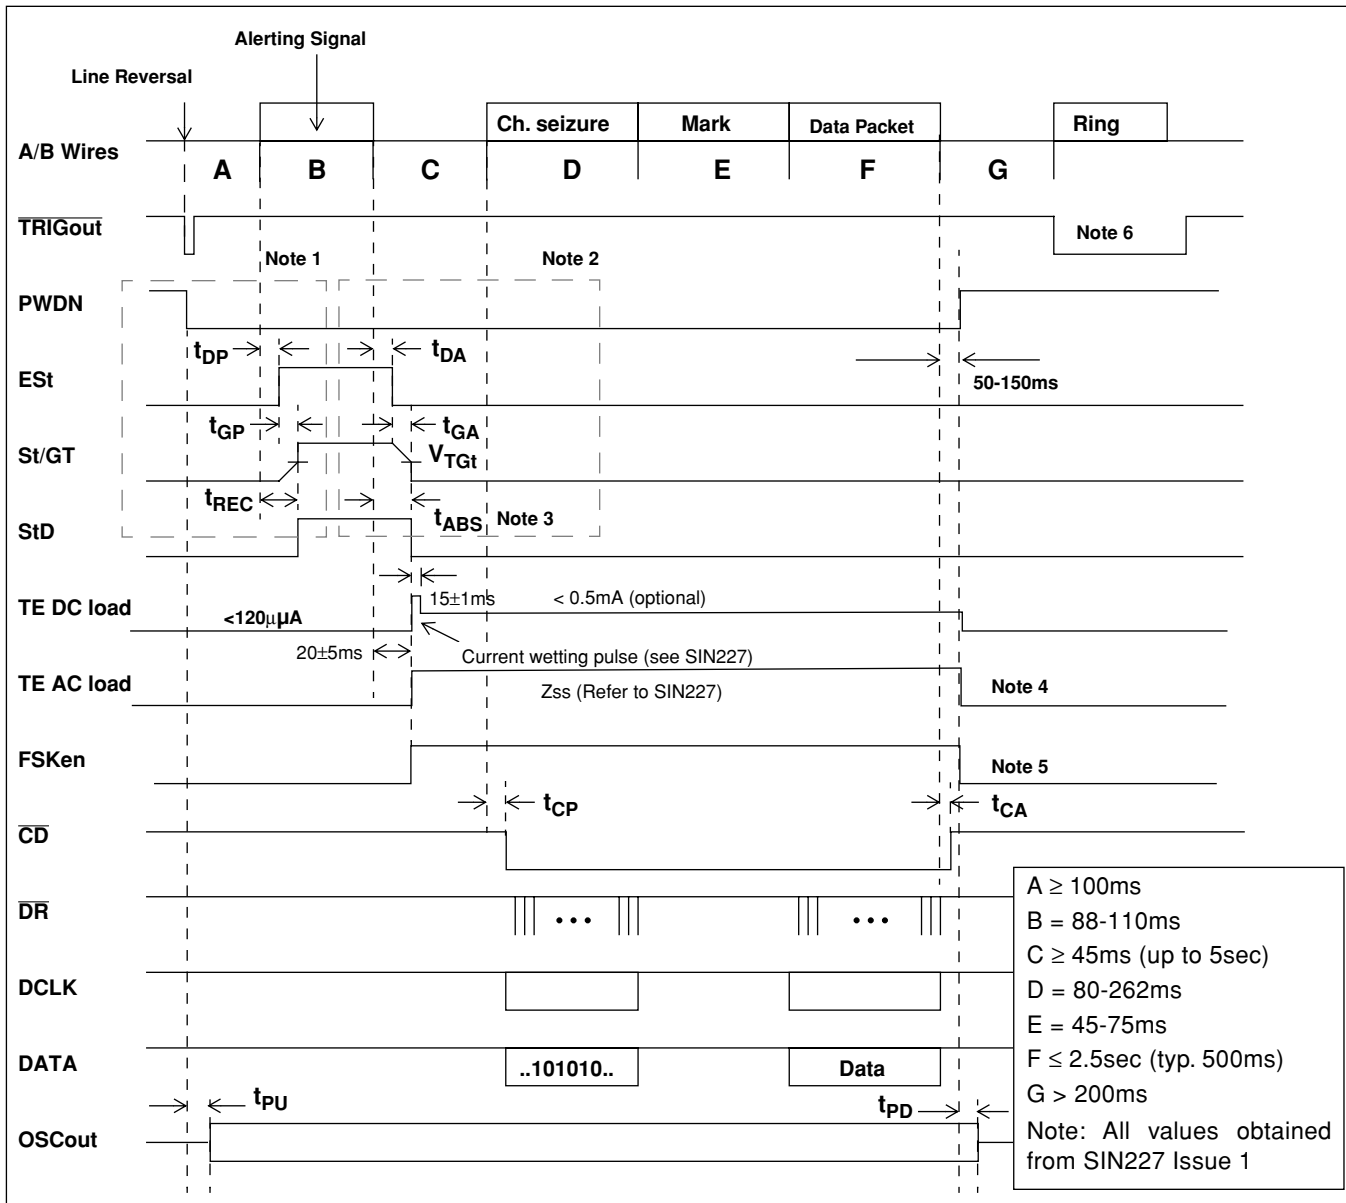 Alerting Signal
Line Reversal
Ch. seizure Mark Data Packet Ring
A/B Wires
A B C D E F G
TRIGout
Note 6
Note 1 Note 2
PWDN
tDP tDA
50-150ms
ESt
tGP tGA
St/GT
VTGt
tREC
tABS Note 3
StD
15±1ms < 0.5mA (optional)
TE DC load
<120µµA
20±5ms
Current wetting pulse (see SIN227)
TE AC load
Zss (Refer to SIN227)
Note 4
FSKen
Note 5
tCP tCA
CD
DR
• • • • • •
DCLK
DATA
..101010.. Data
tPU tPD
OSCout
A ≥ 100ms
B = 88-110ms
C ≥ 45ms (up to 5sec)
D = 80-262ms
E = 45-75ms
F ≤ 2.5sec (typ. 500ms)
G > 200ms
Note: All values obtained
from SIN227 Issue 1